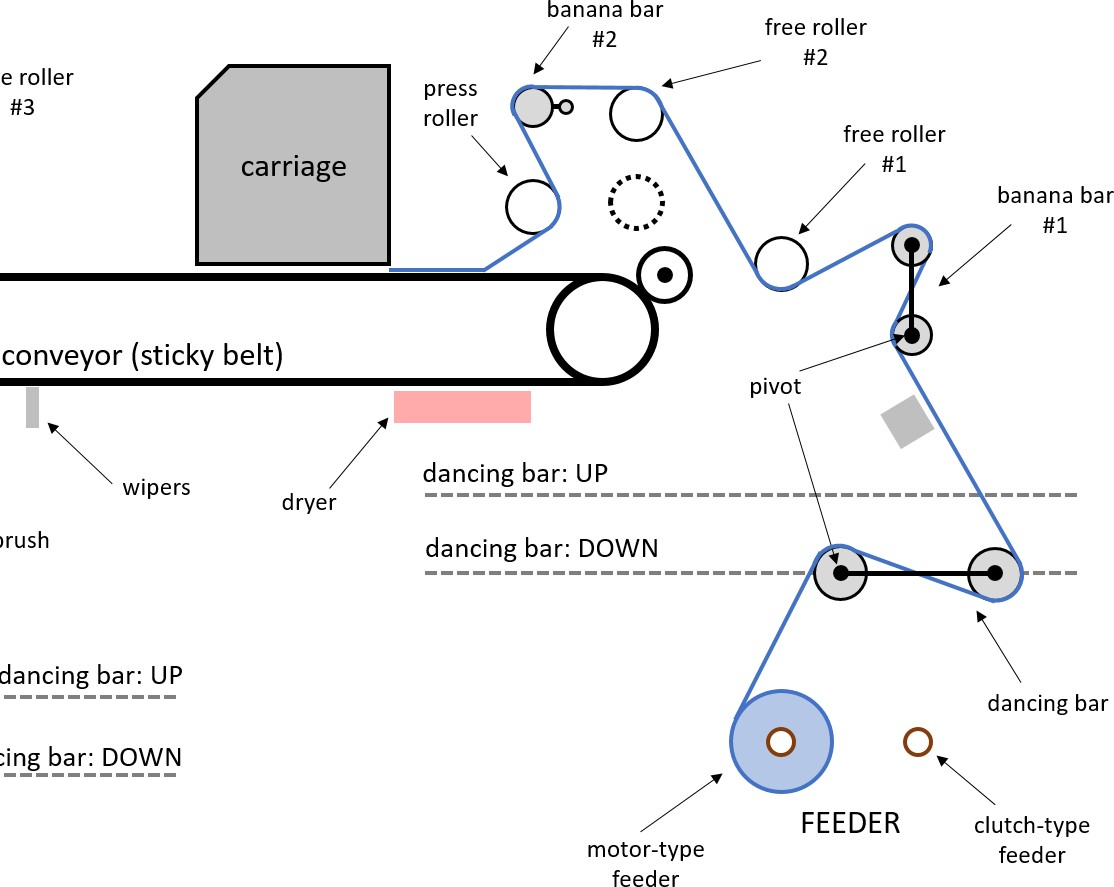 banana bar
#2
free roller
#2
e roller
#3
press
roller
carriage
free roller
#1
banana bar
#1
conveyor (sticky belt)
pivot
wipers
dryer
dancing bar: UP
brush
dancing bar: DOWN
dancing bar: UP
dancing bar
cing bar: DOWN
FEEDER
clutch-type
feeder
motor-type
feeder